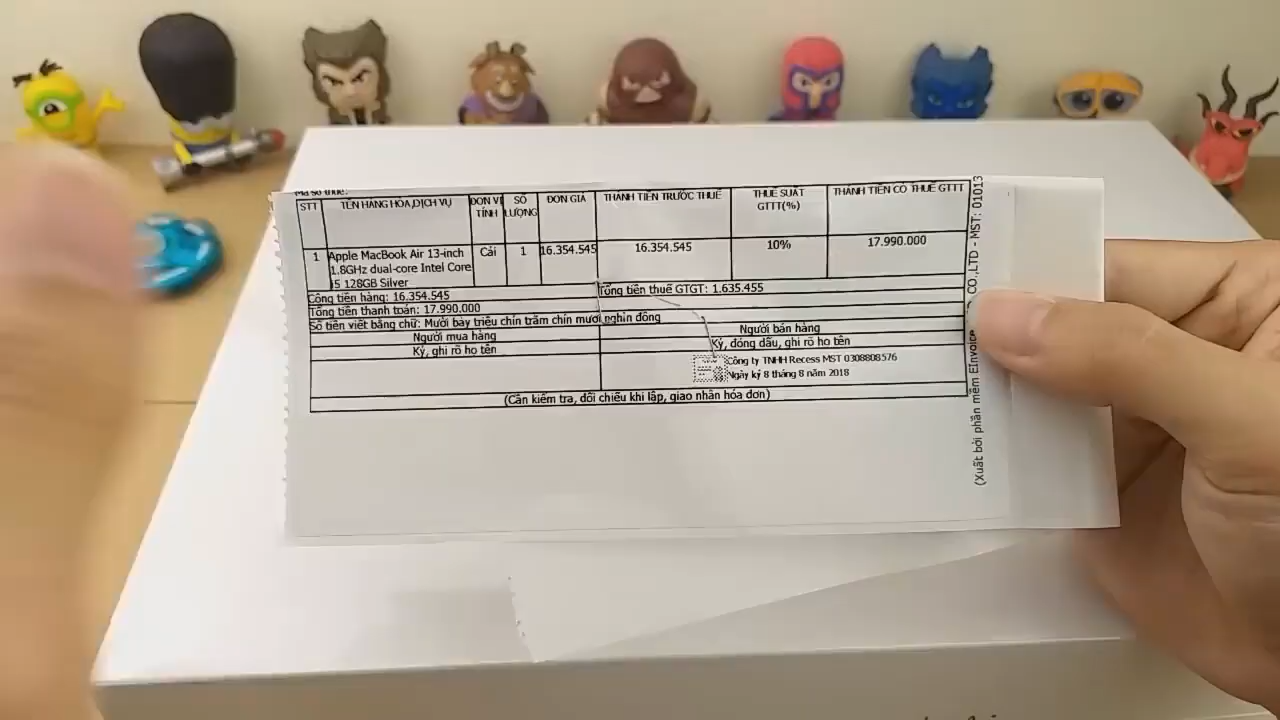 Mã số thuế:
STT TÊN HÀNG HÓA,DỊCH VỤ ĐƠN VỊ TÍNH SỐ LƯỢNG ĐƠN GIÁ THÀNH TIỀN TRƯỚC THUẾ THUẾ SUẤT GTTT(%) THÀNH TIỀN CÓ THUẾ GTTT
1 Apple MacBook Air 13-inch 1.8GHz dual-core Intel Core i5 128GB Silver Cái 1 16.354.545 16.354.545 10% 17.990.000
Cộng tiền hàng: 16.354.545 Tổng tiền thuế GTGT: 1.635.455
Tổng tiền thanh toán: 17.990.000
Số tiền viết bằng chữ: Mười bảy triệu chín trăm chín mươi nghìn đồng
Người mua hàng Người bán hàng
Ký, ghi rõ họ tên Ký, đóng dấu, ghi rõ họ tên
Công ty TNHH Recess MST 0308808576
Ngày ký 8 tháng 8 năm 2018
(Cần kiểm tra, đối chiếu khi lập, giao nhận hóa đơn)
(Xuất bởi phần mềm EInvoice CO.,LTD - MST: 01013